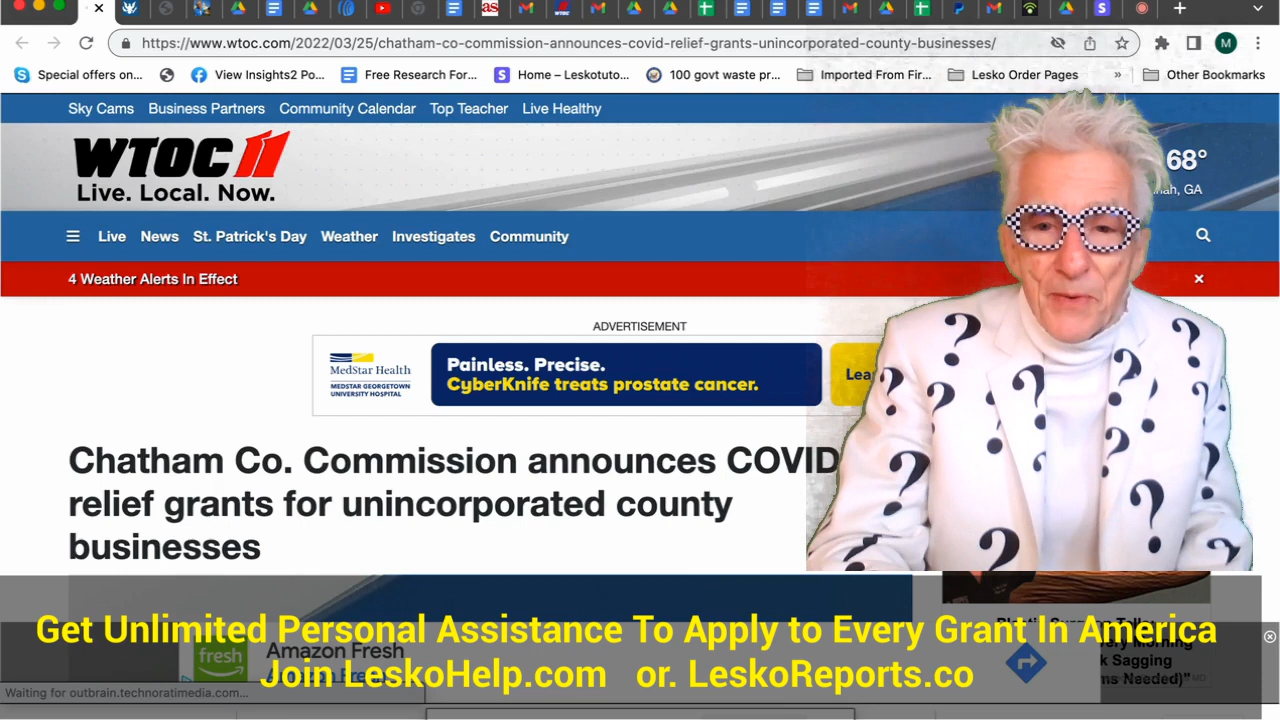 as
S
https://www.wtoc.com/2022/03/25/chatham-co-commission-announces-covid-relief-grants-unincorporated-county-businesses/
M
Special offers on...
View Insights2 Po...
Free Research For...
Home – Leskotuto...
100 govt waste pr...
Imported From Fir...
Lesko Order Pages
»
Other Bookmarks
Sky Cams Business Partners Community Calendar Top Teacher Live Healthy
WTOC 11
Live. Local. Now.
68°
GA
Live News St. Patrick's Day Weather Investigates Community
4 Weather Alerts In Effect
ADVERTISEMENT
MedStar Health
MEDSTAR GEORGETOWN
UNIVERSITY HOSPITAL
Painless. Precise.
CyberKnife treats prostate cancer.
Chatham Co. Commission announces COVID
relief grants for unincorporated county
businesses
Get Unlimited Personal Assistance To Apply to Every Grant In America
fresh
Amazon Fresh
Join LeskoHelp.com or. LeskoReports.co
Sagging
Needed)"
Waiting for outbrain.technoratimedia.com...